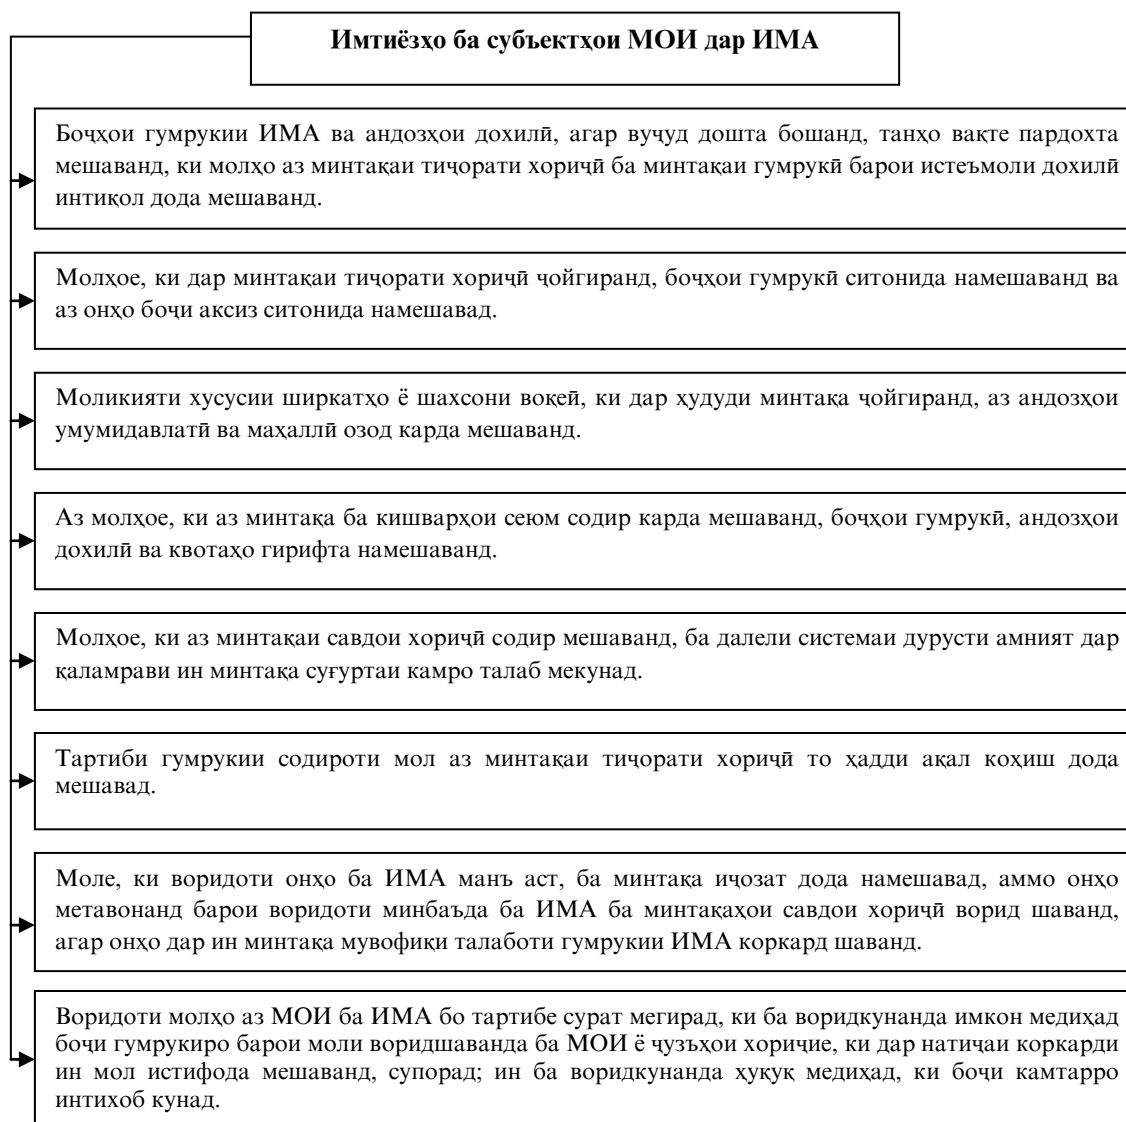 Имтиёзҳо ба субъектҳои МОИ дар ИМА
Боҷҳои гумрукии ИМА ва андозҳои дохилӣ, агар вуҷуд дошта бошанд, танҳо вақте пардохта
мешаванд, ки молҳо аз минтақаи тиҷорати хориҷӣ ба минтақаи гумрукӣ барои истеъмоли дохилӣ
интиқол дода мешаванд.
Молҳое, ки дар минтақаи тиҷорати хориҷӣ ҷойгиранд, боҷҳои гумрукӣ ситонида намешаванд ва
аз онҳо боҷи аксиз ситонида намешавад.
Моликияти хусусии ширкатҳо ё шахсони воқеӣ, ки дар ҳудуди минтақа ҷойгиранд, аз андозҳои
умумидавлатӣ ва маҳаллӣ озод карда мешаванд.
Аз молҳое, ки аз минтақа ба кишварҳои сеюм содир карда мешаванд, боҷҳои гумрукӣ, андозҳои
дохилӣ ва квотаҳо гирифта намешаванд.
Молҳое, ки аз минтақаи савдои хориҷӣ содир мешаванд, ба далели системаи дурусти амният дар
қаламрави ин минтақа суғуртаи камро талаб мекунад.
Тартиби гумрукии содироти мол аз минтақаи тиҷорати хориҷӣ то ҳадди ақал коҳиш дода
мешавад.
Моле, ки воридоти онҳо ба ИМА манъ аст, ба минтақа иҷозат дода намешавад, аммо онҳо
метавонанд барои воридоти минбаъда ба ИМА ба минтақаҳои савдои хориҷӣ ворид шаванд,
агар онҳо дар ин минтақа мувофиқи талаботи гумрукии ИМА коркард шаванд.
Воридоти молҳо аз МОИ ба ИМА бо тартибе сурат мегирад, ки ба воридкунанда имкон медиҳад
боҷи гумрукиро барои моли воридшаванда ба МОИ ё ҷузъҳои хориҷие, ки дар натиҷаи коркарди
ин мол истифода мешаванд, супорад; ин ба воридкунанда ҳуқуқ медиҳад, ки боҷи камтарро
интихоб кунад.